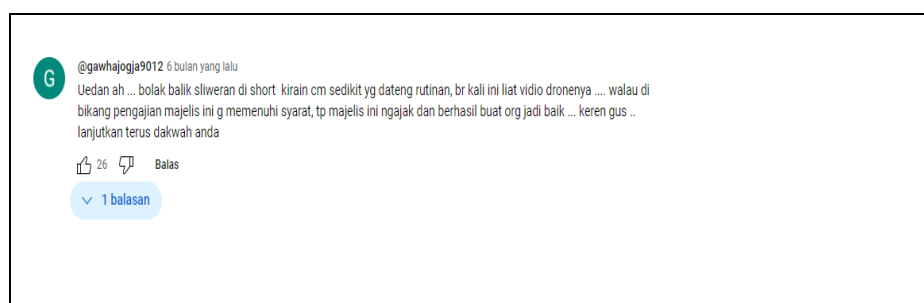 G
@gawhajogja9012 6 bulan yang lalu
Uedan ah ... bolak balik sliweran di short kirain cm sedikit yg dateng rutinan, br kali ini liat vidio dronenya .... walau di
bikang pengajian majelis ini g memenuhi syarat, tp majelis ini ngajak dan berhasil buat org jadi baik ... keren gus ..
lanjutkan terus dakwah anda
26 Balas
1 balasan